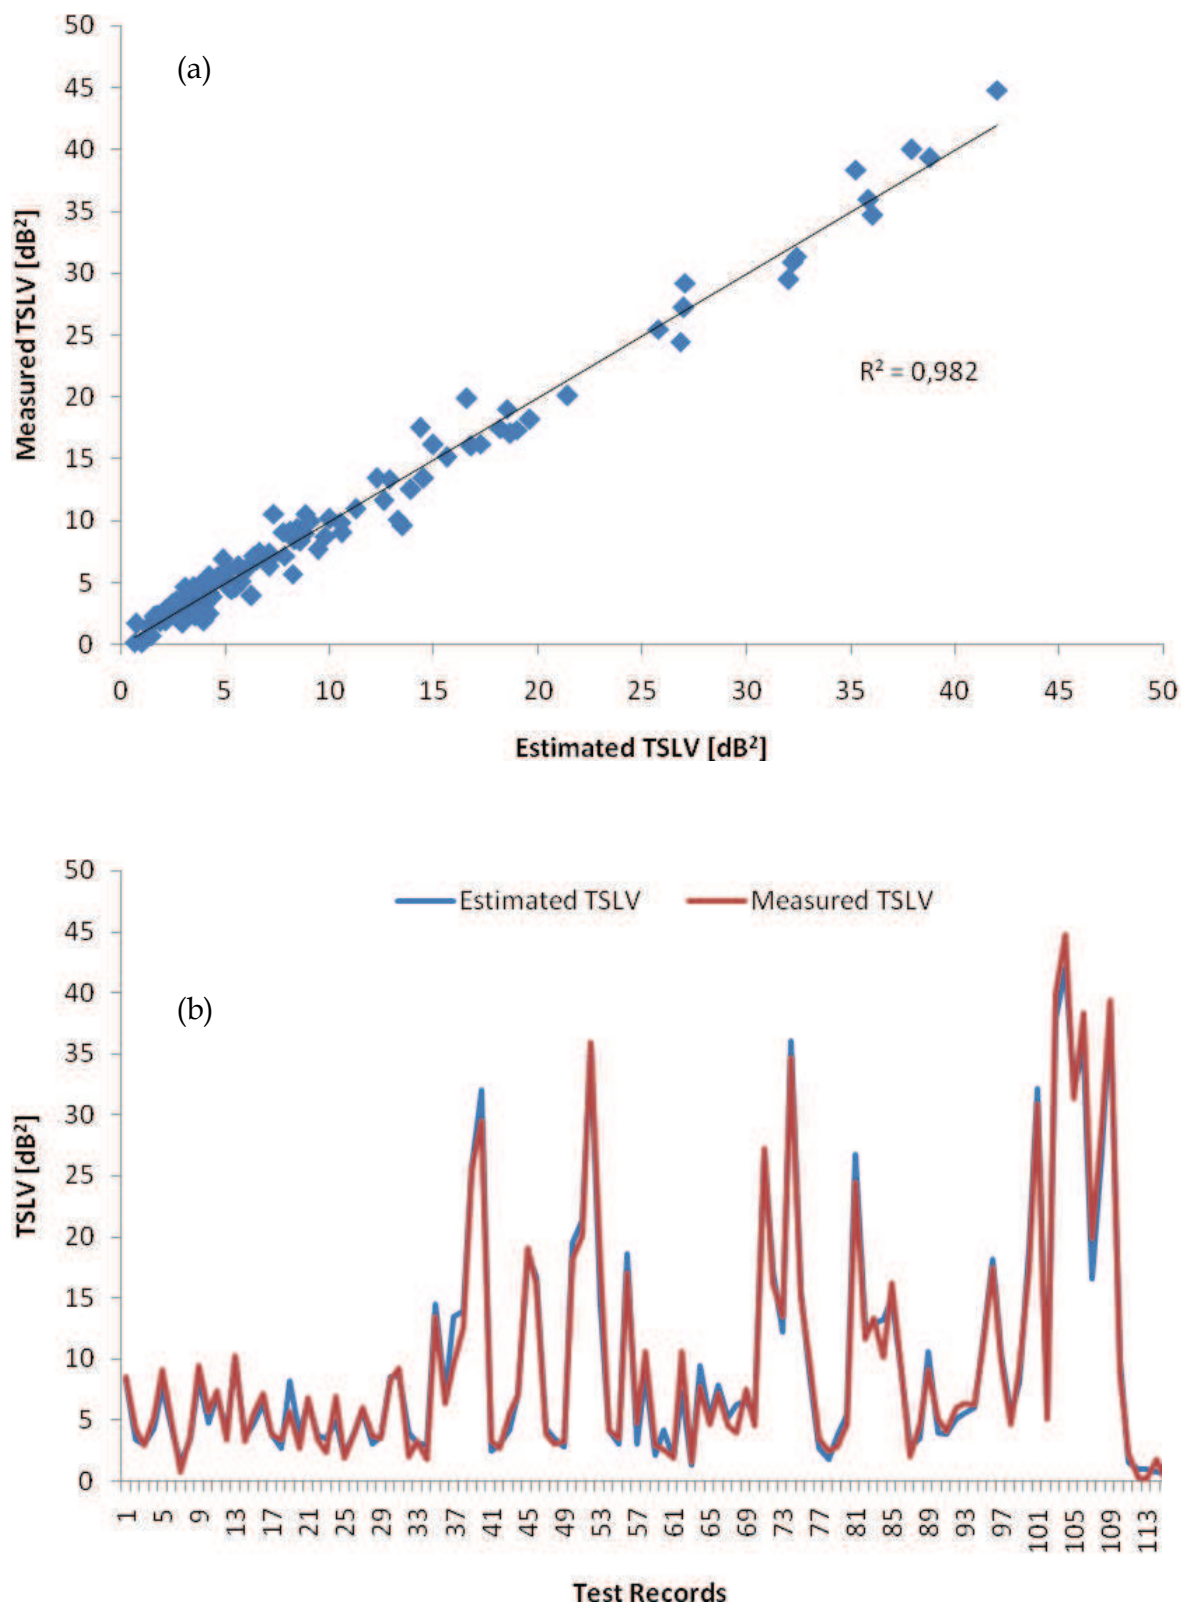 (a)
Measured TSLV [dB²]
50
45
40
35
30
25
20
15
10
5
0
R² = 0,982
0 5 10 15 20 25 30 35 40 45 50
Estimated TSLV [dB²]
(b)
Estimated TSLV Measured TSLV
TSLV [dB²]
50
45
40
35
30
25
20
15
10
5
0
1 5 9 13 17 21 25 29 33 37 41 45 49 53 57 61 65 69 73 77 81 85 89 93 97 101 105 109 113
Test Records